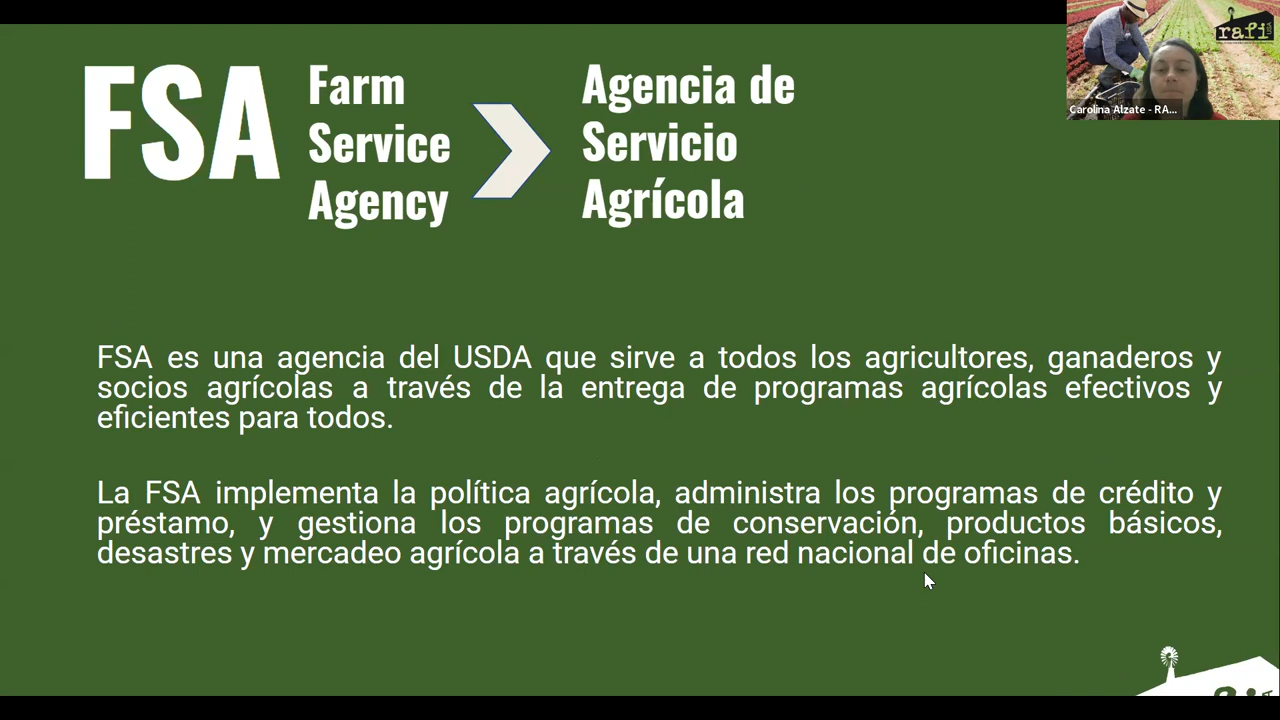 FSA
Farm
Service
Agency
Agencia de
Servicio
Agrícola
rafi
USA
Carolina Alzate - RA...
FSA es una agencia del USDA que sirve a todos los agricultores, ganaderos y
socios agrícolas a través de la entrega de programas agrícolas efectivos y
eficientes para todos.
La FSA implementa la política agrícola, administra los programas de crédito y
préstamo, y gestiona los programas de conservación, productos básicos,
desastres y mercadeo agrícola a través de una red nacional de oficinas.